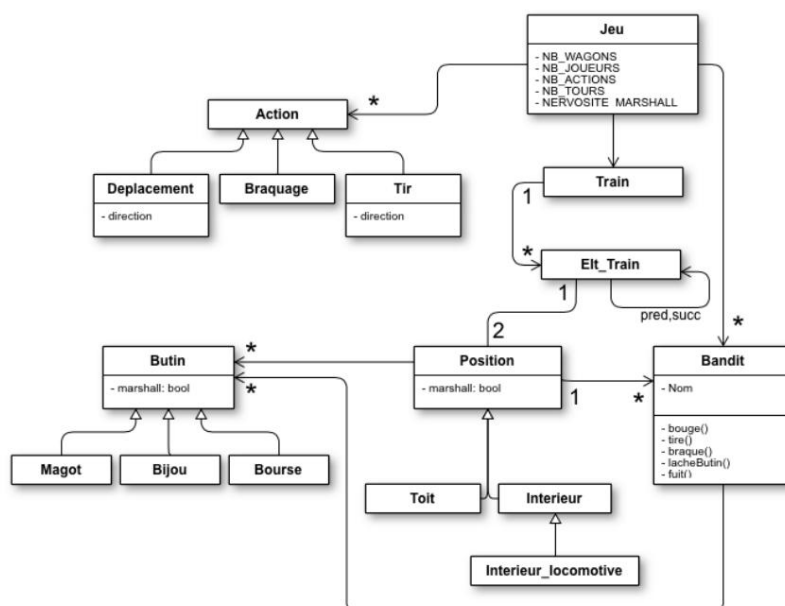 Jeu
- NB_WAGONS
- NB_JOUEURS
- NB_ACTIONS
- NB_TOURS
- NERVOSITE MARSHALL
*
Action
Deplacement
- direction
Braquage
Tir
- direction
Train
1
*
Elt_Train
1
pred,succ
2
*
Butin
- marshall: bool
*
*
Position
- marshall: bool
1
*
Bandit
- Nom
- bouge()
- tire()
- braque()
- lacheButin()
- fuit()
Magot
Bijou
Bourse
Toit
Interieur
Interieur_locomotive